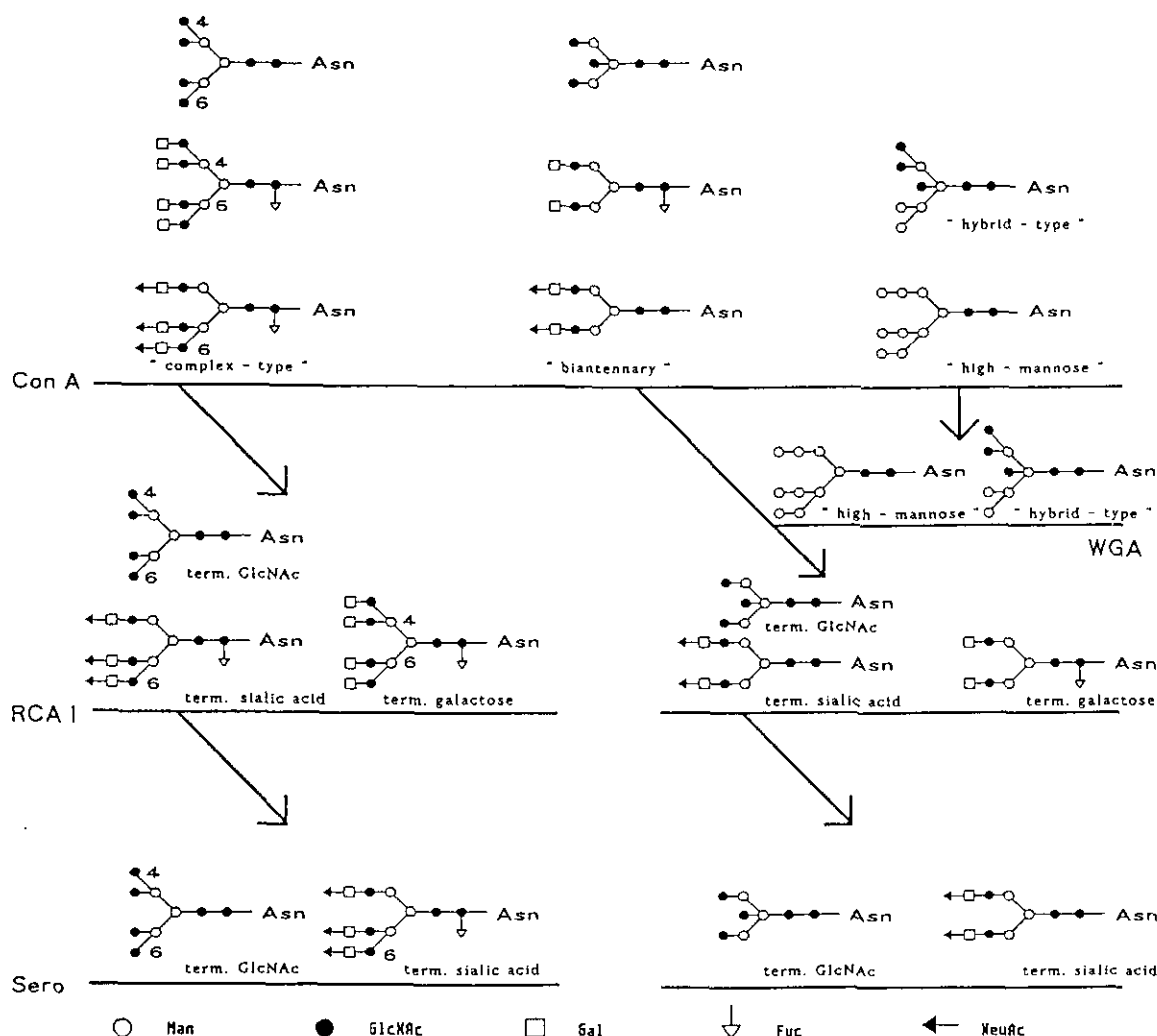 4
Asn
Asn
6
4
Asn
Asn
Asn
6
" hybrid - type "
Asn
Asn
Asn
6
" complex - type "
" biantennary "
" high - mannose "
Con A
Asn
Asn
" high - mannose "
" hybrid - type "
WGA
4
Asn
6
term. GlcNAc
Asn
term. GlcNAc
4
Asn
Asn
Asn
Asn
6
6
term. sialic acid
term. galactose
term. sialic acid
term. galactose
RCA I
4
Asn
Asn
Asn
Asn
6
6
term. GlcNAc
term. sialic acid
term. GlcNAc
term. sialic acid
Sero
Man
GlcNAc
Gal
Fuc
NeuAc